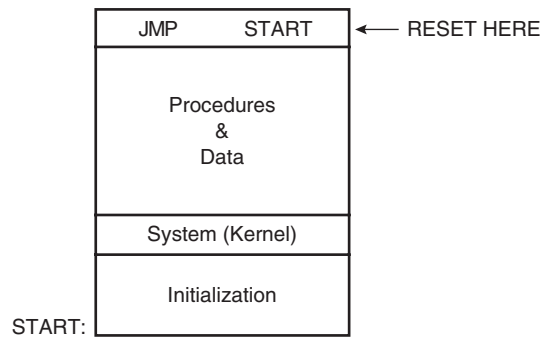 JMP START
RESET HERE
Procedures
&
Data
System (Kernel)
Initialization
START: